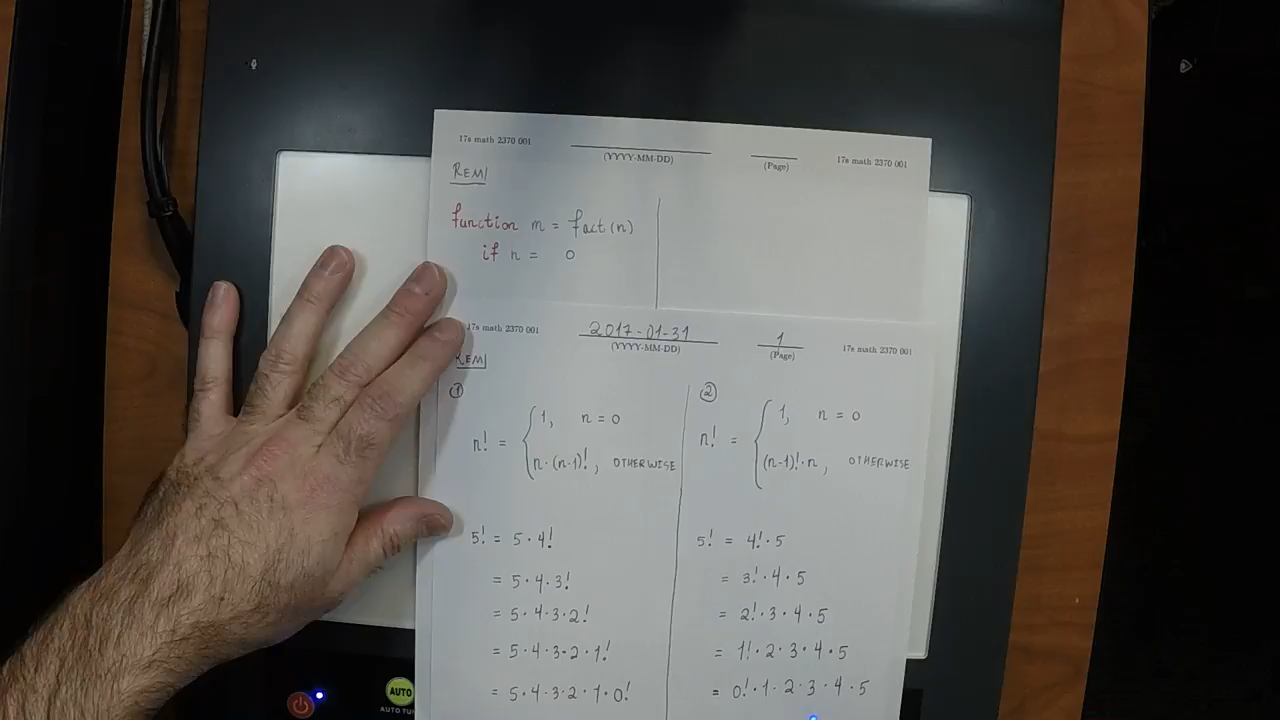 17s math 2370 001 (YYYY-MM-DD) (Page) 17s math 2370 001
REM
function m = fact(n)
if n = 0
17s math 2370 001 2017-01-31 (YYYY-MM-DD) 1 (Page) 17s math 2370 001
REM
①
n! = { 1, n = 0
n·(n-1)!, OTHERWISE
5! = 5·4!
= 5·4·3!
= 5·4·3·2!
= 5·4·3·2·1!
= 5·4·3·2·1·0!
②
n! = { 1, n = 0
(n-1)!·n, OTHERWISE
5! = 4!·5
= 3!·4·5
= 2!·3·4·5
= 1!·2·3·4·5
= 0!·1·2·3·4·5
AUTO